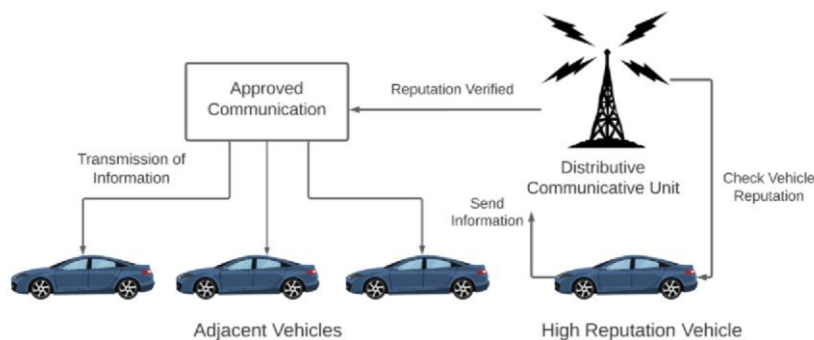 Approved
Communication
Reputation Verified
Transmission of
Information
Distributive
Communicative Unit
Check Vehicle
Reputation
Send
Information
Adjacent Vehicles
High Reputation Vehicle